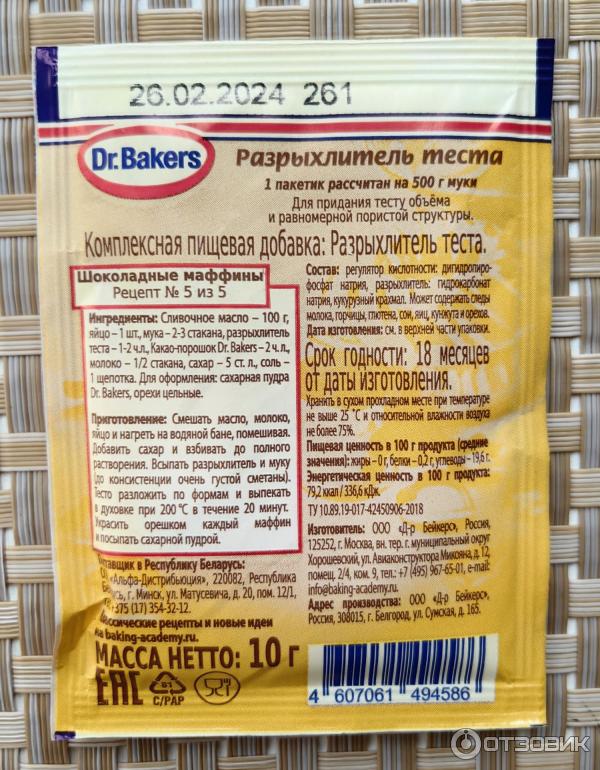 26.02.2024 261
Dr.Bakers
Разрыхлитель теста
1 пакетик рассчитан на 500 г муки
Для придания тесту объёма
и равномерной пористой структуры.
Комплексная пищевая добавка: Разрыхлитель теста.
Шоколадные маффины
Рецепт № 5 из 5
Ингредиенты: Сливочное масло – 100 г,
яйцо – 1 шт., мука – 2-3 стакана, разрыхлитель
теста – 1-2 ч.л., Какао-порошок Dr. Bakers – 2 ч. л.,
молоко – 1/2 стакана, сахар – 5 ст. л., соль –
1 щепотка. Для оформления: сахарная пудра
Dr. Bakers, орехи цельные.
Приготовление: Смешать масло, молоко,
яйцо и нагреть на водяной бане, помешивая.
Добавить сахар и взбивать до полного
растворения. Всыпать разрыхлитель и муку
(до консистенции очень густой сметаны).
Тесто разложить по формам и выпекать
в духовке при 200 °С в течение 20 минут.
Украсить орешком каждый маффин
и посыпать сахарной пудрой.
Состав: регулятор кислотности: дигидропиро-
фосфат натрия, разрыхлитель: гидрокарбонат
натрия, кукурузный крахмал. Может содержать следы
молока, горчицы, глютена, сои, яиц, кунжута и орехов.
Дата изготовления: см. в верхней части упаковки.
Срок годности: 18 месяцев
от даты изготовления.
Хранить в сухом прохладном месте при температуре
не выше 25 °С и относительной влажности воздуха
не более 75%.
Пищевая ценность в 100 г продукта (средние
значения): жиры – 0 г, белки – 0,2 г, углеводы – 19,6 г.
Энергетическая ценность в 100 г продукта:
79,2 ккал / 336,6 кДж.
ТУ 10.89.19-017-42450906-2018
Изготовитель: ООО «Д-р Бейкерс», Россия,
125252, г. Москва, вн. тер. г. муниципальный округ
Хорошевский, ул. Авиаконструктора Микояна, д. 12,
помещ. 2/4, ком. 9, тел.: +7 (495) 967-65-01, e-mail:
info@baking-academy.ru
Адрес производства: ООО «Д-р Бейкерс»,
Россия, 308015, г. Белгород, ул. Сумская, д. 165.
ставщик в Республику Беларусь:
«Альфа-Дистрибьюция», 220082, Республика
г. Минск, ул. Матусевича, д. 20, пом. 12/1,
375 (17) 354-32-12.
ассические рецепты и новые идеи
на baking-academy.ru.
МАССА НЕТТО: 10 г
EAC
81
C/PAP
4 607061 494586
ОТЗОВИК